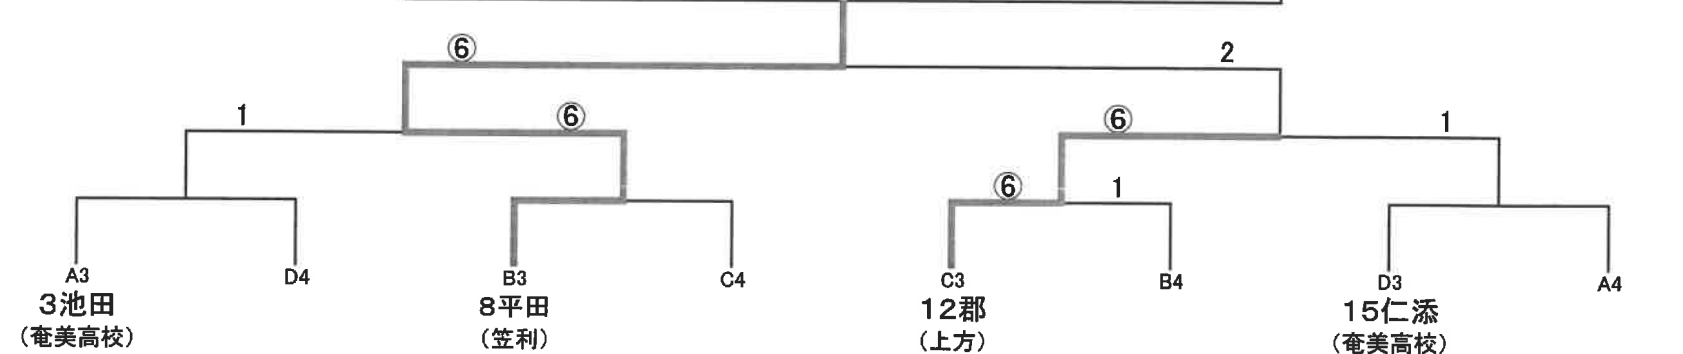 ⑥ 2
1 ⑥ ⑥ 1
⑥ 1
A3 D4 B3 C4 C3 B4 D3 A4
3池田 8平田 12郡 15仁添
（奄美高校） （笠利） （上方） （奄美高校）